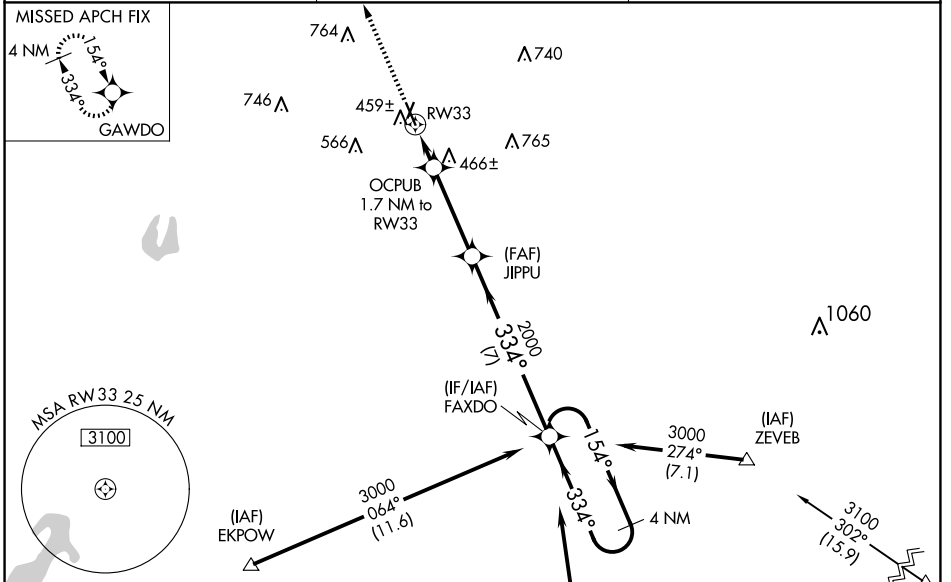 MISSED APCH FIX
4 NM
154°
334°
GAWDO
764
740
746
459±
RW33
566
466±
765
OCPUB
1.7 NM to
RW33
(FAF)
JIPPU
1060
2000
334°
(7)
(IF/IAF)
FAXDO
154°
334°
4 NM
(IAF)
ZEVEB
3000
274°
(7.1)
MSA RW33 25 NM
3100
(IAF)
EKPOW
3000
064°
(11.6)
3100
302°
(15.9)